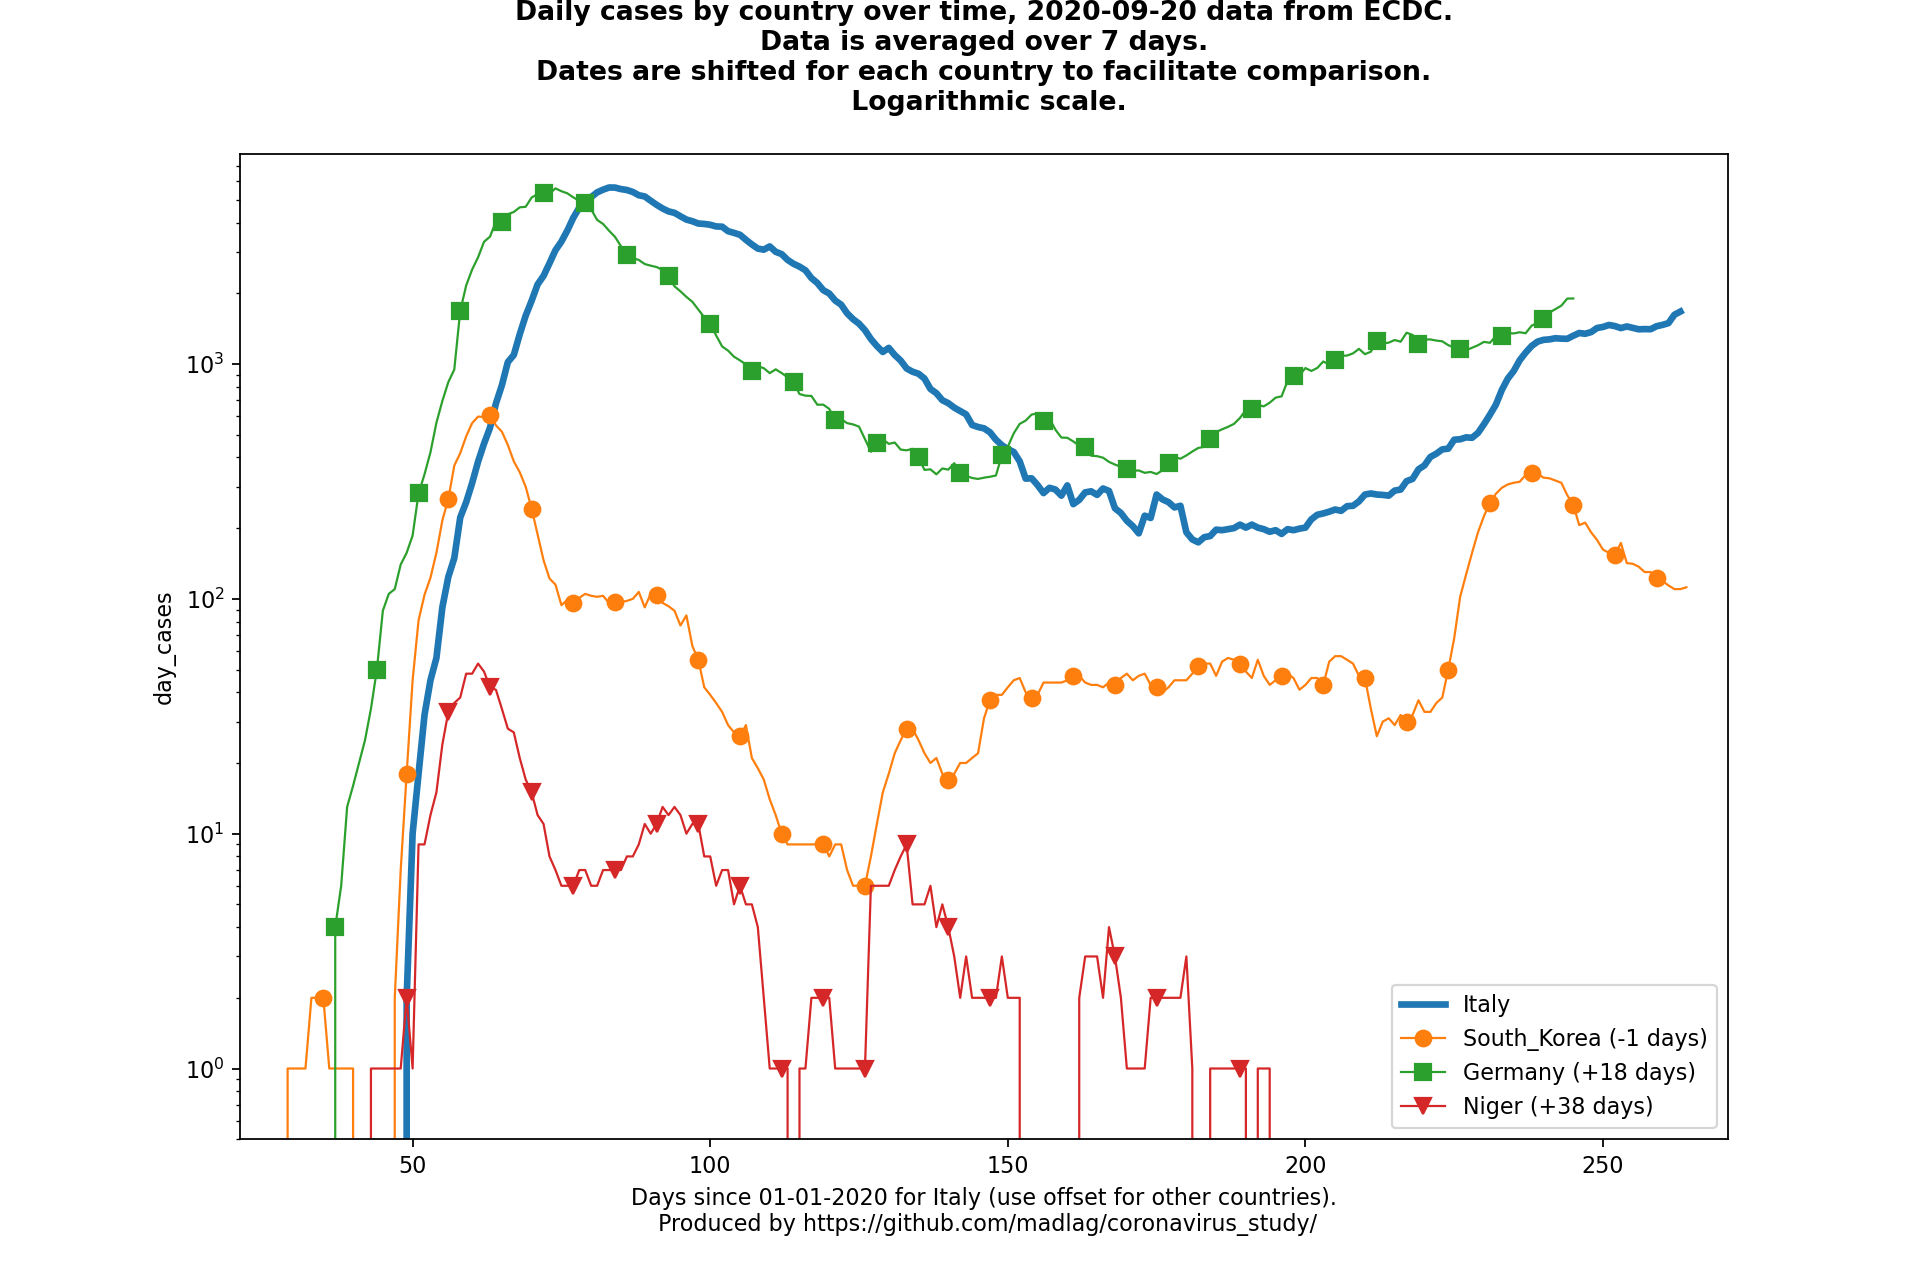 Daily cases by country over time, 2020-09-20 data from ECDC.
Data is averaged over 7 days.
Dates are shifted for each country to facilitate comparison.
Logarithmic scale.
day_cases
10³
10²
10¹
10⁰
50
100
150
200
250
Italy
South_Korea (-1 days)
Germany (+18 days)
Niger (+38 days)
Days since 01-01-2020 for Italy (use offset for other countries).
Produced by https://github.com/madlag/coronavirus_study/